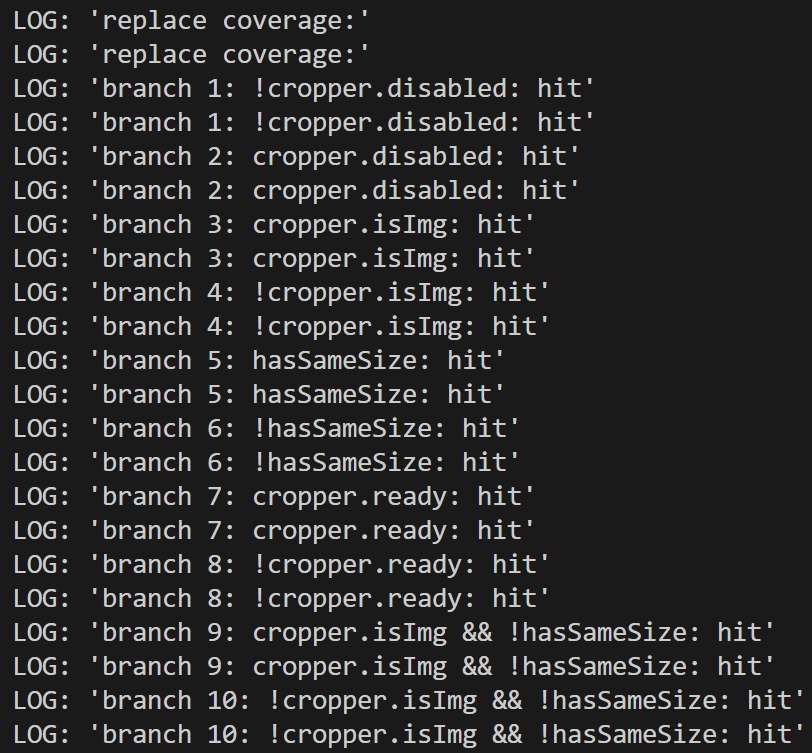 LOG: 'replace coverage:'
LOG: 'replace coverage:'
LOG: 'branch 1: !cropper.disabled: hit'
LOG: 'branch 1: !cropper.disabled: hit'
LOG: 'branch 2: cropper.disabled: hit'
LOG: 'branch 2: cropper.disabled: hit'
LOG: 'branch 3: cropper.isImg: hit'
LOG: 'branch 3: cropper.isImg: hit'
LOG: 'branch 4: !cropper.isImg: hit'
LOG: 'branch 4: !cropper.isImg: hit'
LOG: 'branch 5: hasSameSize: hit'
LOG: 'branch 5: hasSameSize: hit'
LOG: 'branch 6: !hasSameSize: hit'
LOG: 'branch 6: !hasSameSize: hit'
LOG: 'branch 7: cropper.ready: hit'
LOG: 'branch 7: cropper.ready: hit'
LOG: 'branch 8: !cropper.ready: hit'
LOG: 'branch 8: !cropper.ready: hit'
LOG: 'branch 9: cropper.isImg && !hasSameSize: hit'
LOG: 'branch 9: cropper.isImg && !hasSameSize: hit'
LOG: 'branch 10: !cropper.isImg && !hasSameSize: hit'
LOG: 'branch 10: !cropper.isImg && !hasSameSize: hit'